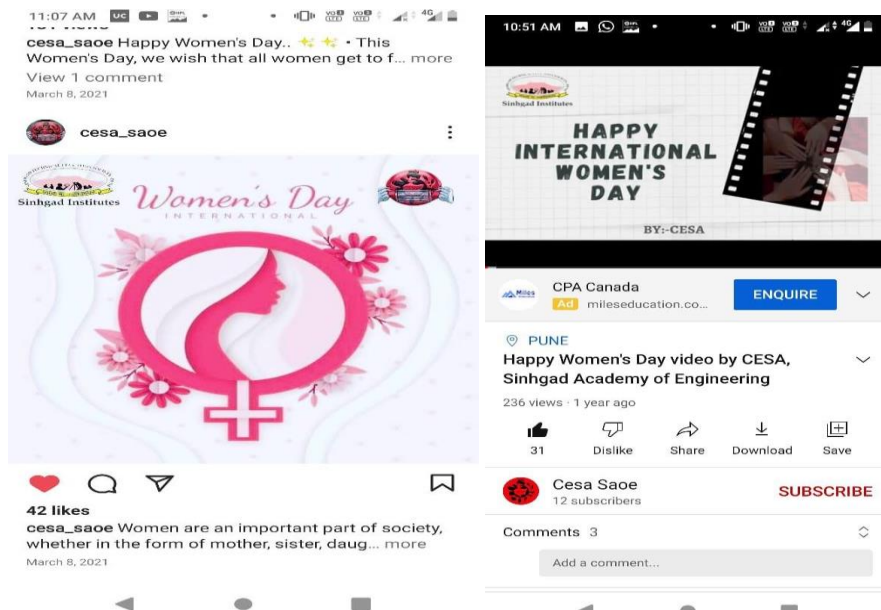 11:07 AM UC
cesa_saoe Happy Women's Day.. ✨ ✨ • This
Women's Day, we wish that all women get to f... more
View 1 comment
March 8, 2021
cesa_saoe
Sinhgad Institutes
Women's Day
INTERNATIONAL
42 likes
cesa_saoe Women are an important part of society,
whether in the form of mother, sister, daug... more
March 8, 2021
10:51 AM 4G
Sinhgad Institutes
HAPPY
INTERNATIONAL
WOMEN'S
DAY
BY:-CESA
Miles
CPA Canada
Ad mileseducation.co...
ENQUIRE
PUNE
Happy Women's Day video by CESA,
Sinhgad Academy of Engineering
236 views · 1 year ago
31 Dislike Share Download Save
Cesa Saoe
12 subscribers
SUBSCRIBE
Comments 3
Add a comment...